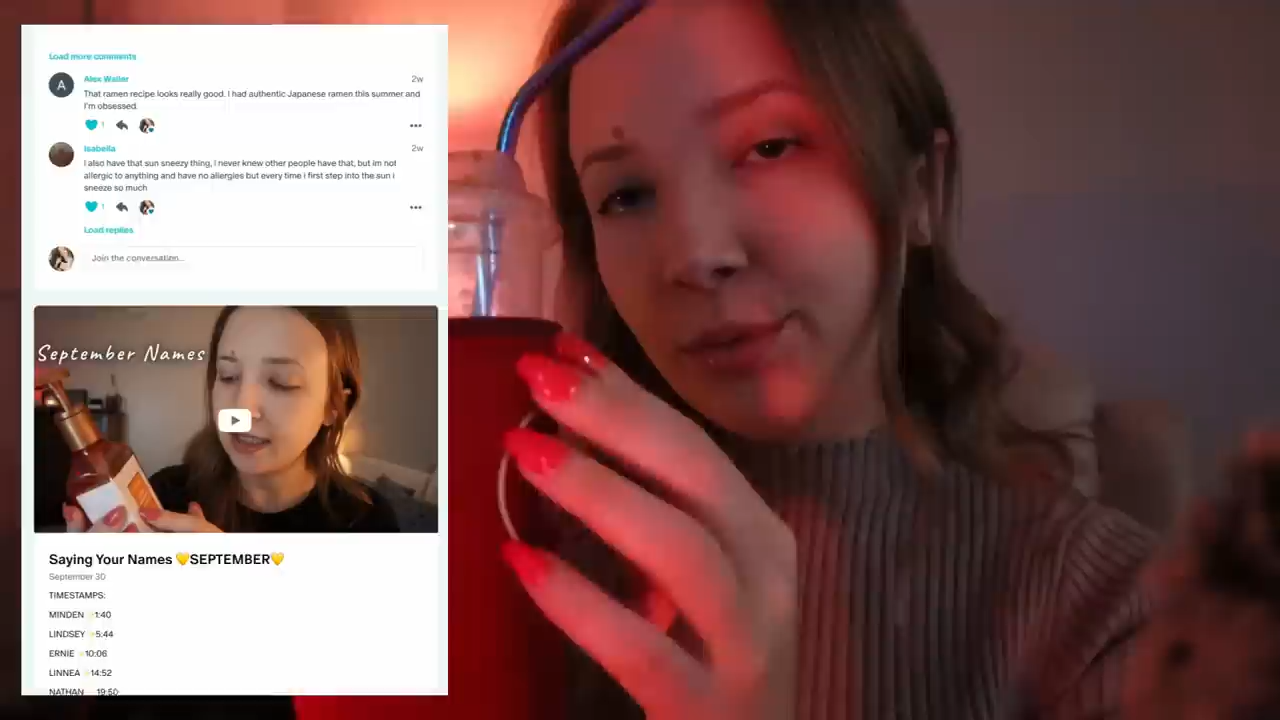 Load more comments
A
Alex Waller
2w
That ramen recipe looks really good. I had authentic Japanese ramen this summer and
I'm obsessed.
1
Isabella
2w
I also have that sun sneezy thing, I never knew other people have that, but im not
allergic to anything and have no allergies but every time i first step into the sun i
sneeze so much
1
Load replies
Join the conversation...
September Names
Saying Your Names 💛SEPTEMBER💛
September 30
TIMESTAMPS:
MINDEN 1:40
LINDSEY 5:44
ERNIE 10:06
LINNEA 14:52
NATHAN 19:50